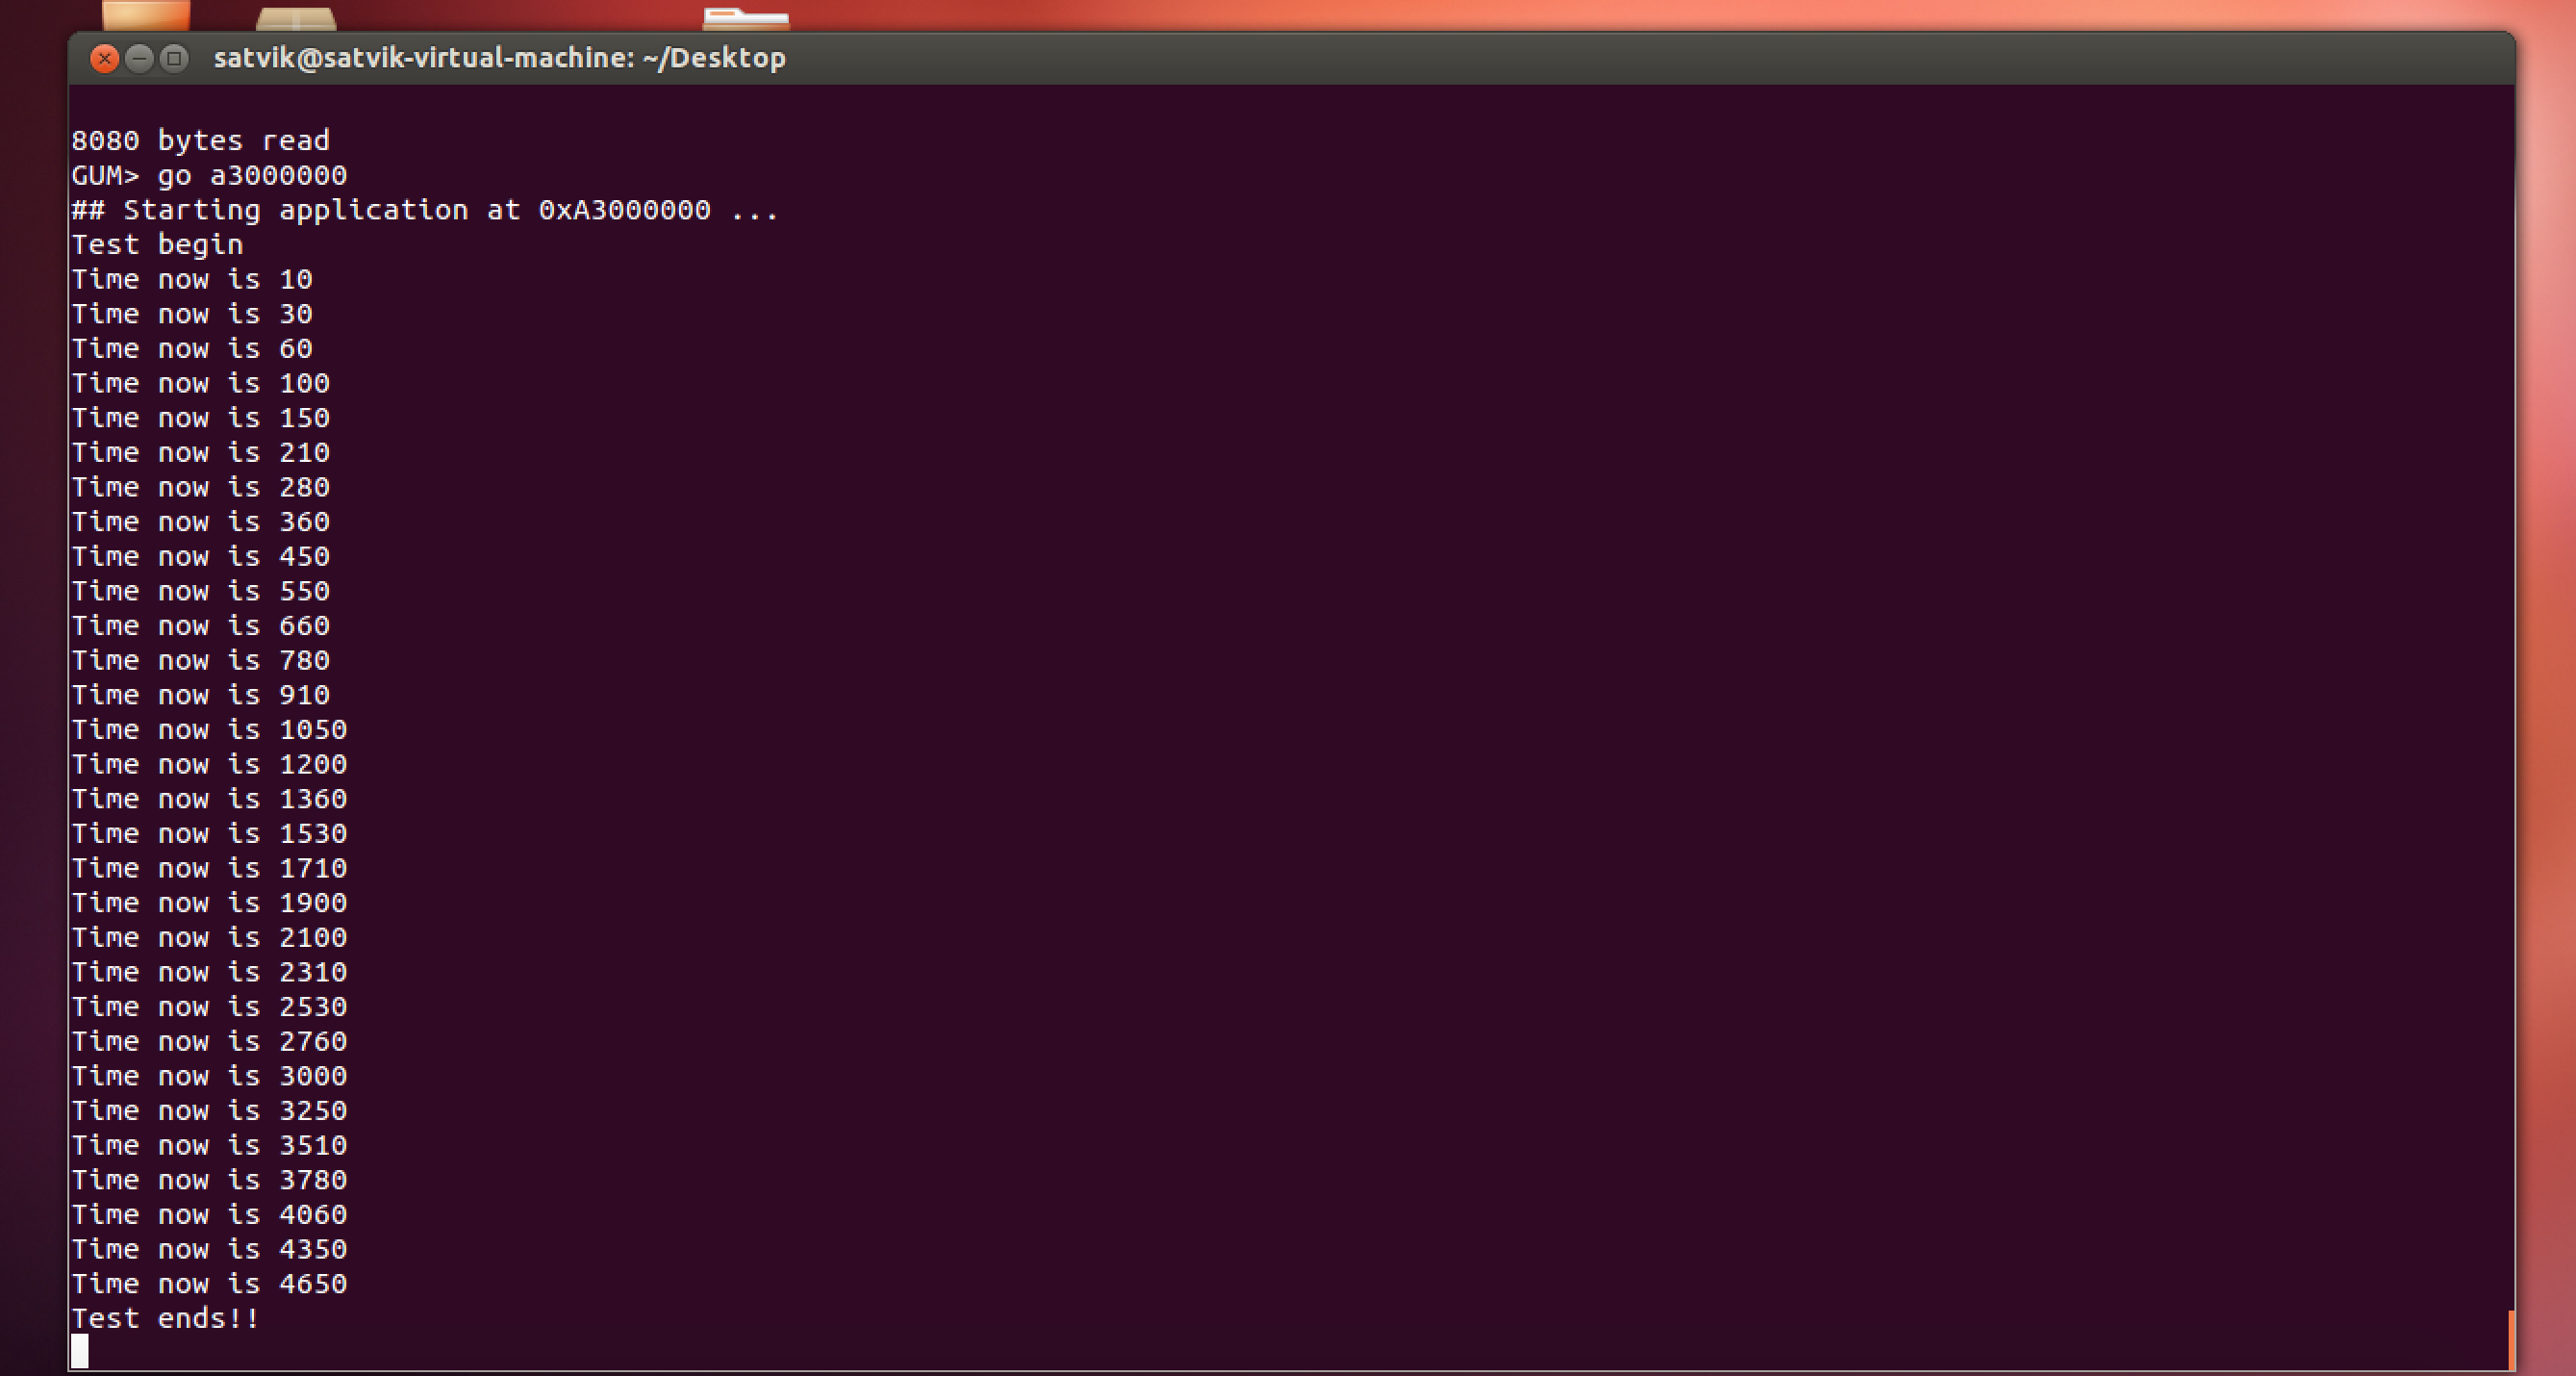 satvik@satvik-virtual-machine: ~/Desktop
8080 bytes read
GUM> go a3000000
## Starting application at 0xA3000000 ...
Test begin
Time now is 10
Time now is 30
Time now is 60
Time now is 100
Time now is 150
Time now is 210
Time now is 280
Time now is 360
Time now is 450
Time now is 550
Time now is 660
Time now is 780
Time now is 910
Time now is 1050
Time now is 1200
Time now is 1360
Time now is 1530
Time now is 1710
Time now is 1900
Time now is 2100
Time now is 2310
Time now is 2530
Time now is 2760
Time now is 3000
Time now is 3250
Time now is 3510
Time now is 3780
Time now is 4060
Time now is 4350
Time now is 4650
Test ends!!